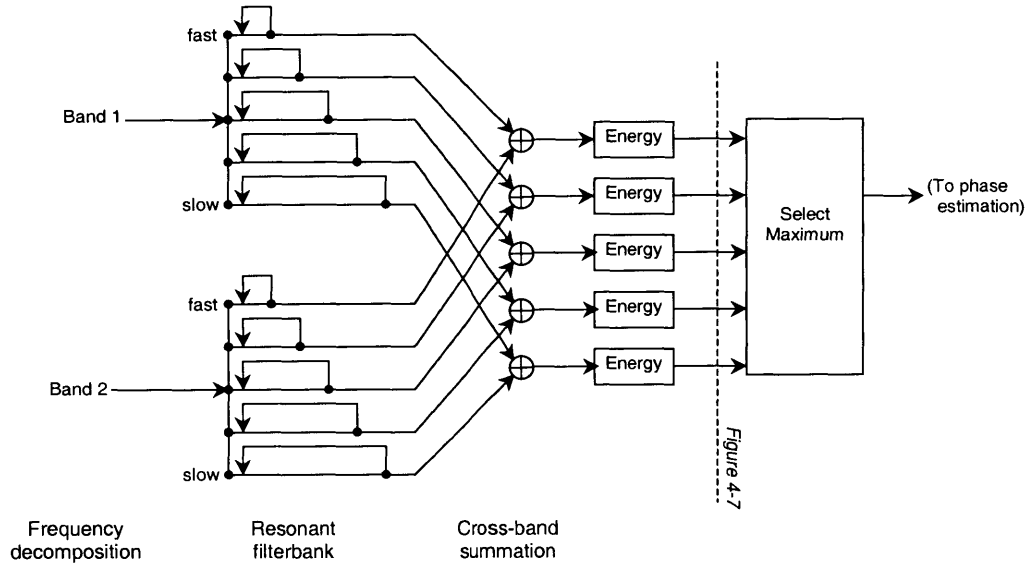 fast
Band 1
slow
fast
Band 2
slow
Energy
Energy
Energy
Energy
Energy
Select
Maximum
(To phase
estimation)
Figure 4-7
Frequency
decomposition
Resonant
filterbank
Cross-band
summation